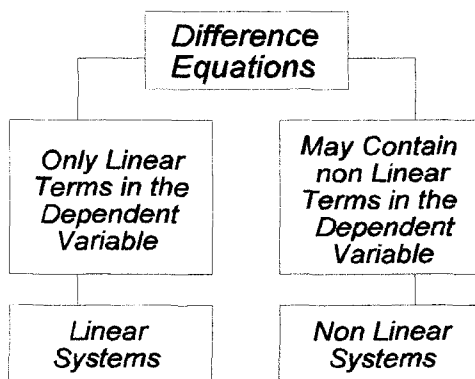 Difference
Equations
Only Linear
Terms in the
Dependent
Variable
May Contain
non Linear
Terms in the
Dependent
Variable
Linear
Systems
Non Linear
Systems